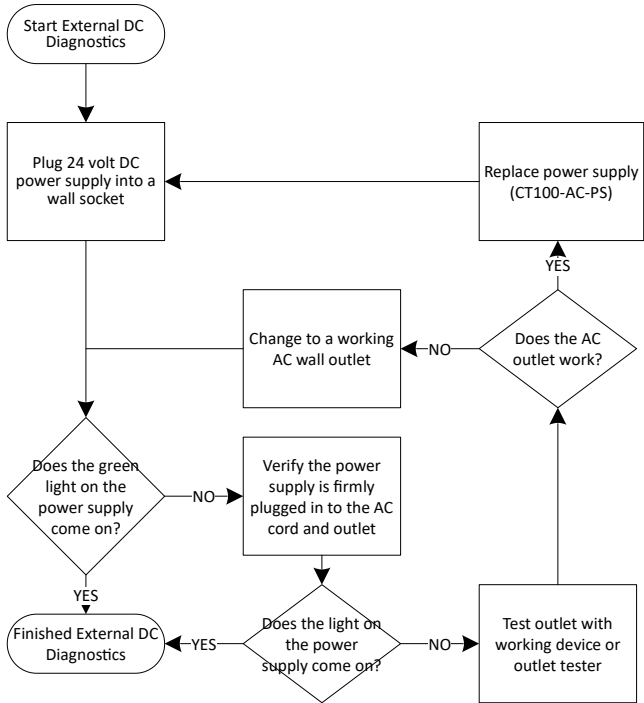 Start External DC
Diagnostics
Plug 24 volt DC
power supply into a
wall socket
Replace power supply
(CT100-AC-PS)
YES
Change to a working
AC wall outlet
NO
Does the AC
outlet work?
Does the green
light on the
power supply
come on?
NO
Verify the power
supply is firmly
plugged in to the AC
cord and outlet
YES
Finished External DC
Diagnostics
YES
Does the light on
the power
supply come on?
NO
Test outlet with
working device or
outlet tester